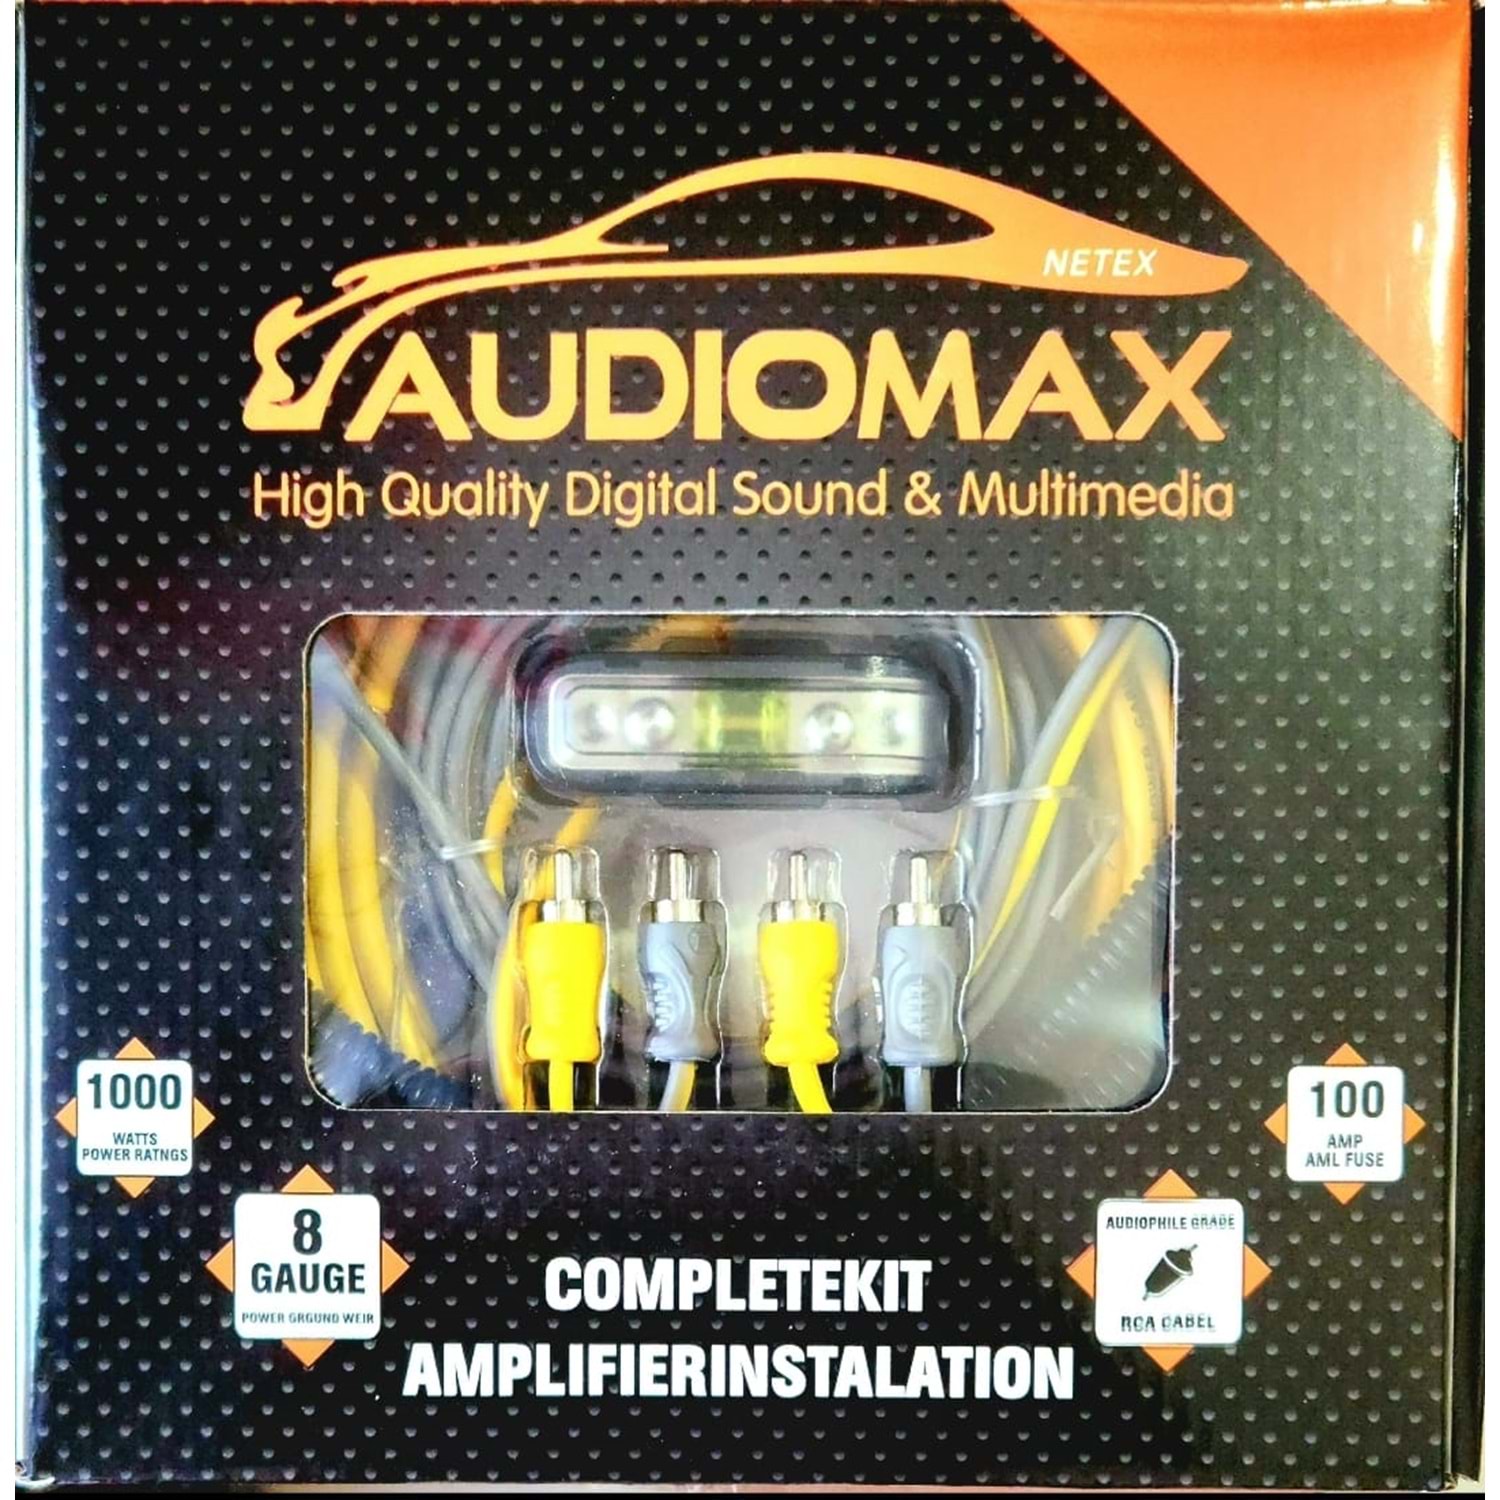 NETEX
AUDIOMAX
High Quality Digital Sound & Multimedia
1000
WATTS
POWER RATNGS
100
AMP
AML FUSE
8
GAUGE
POWER GRGUND WEIR
AUDIOPHILE GRADE
RCA CABEL
COMPLETEKIT
AMPLIFIERINSTALATION